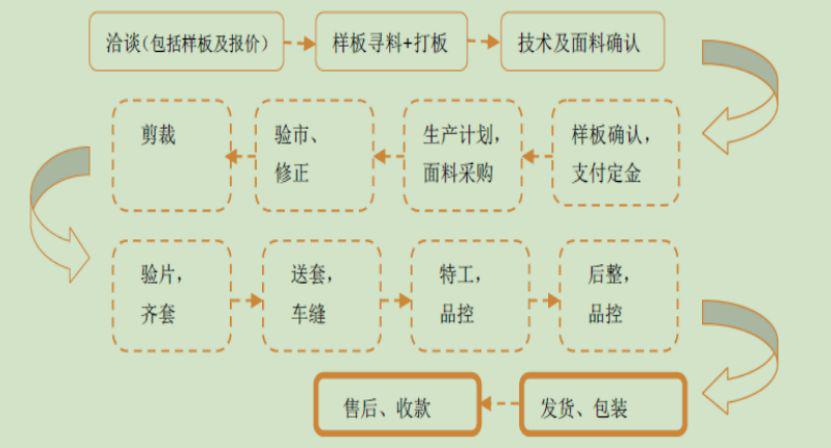 洽谈(包括样板及报价)
样板寻料+打板
技术及面料确认
样板确认，
支付定金
生产计划，
面料采购
验市、
修正
剪裁
验片，
齐套
送套，
车缝
特工，
品控
后整，
品控
发货、包装
售后、收款